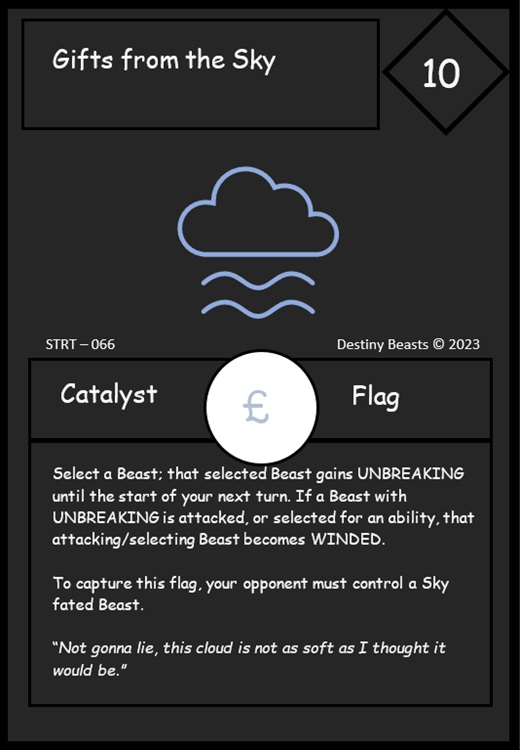 Gifts from the Sky
10
STRT – 066
Destiny Beasts © 2023
Catalyst
£
Flag
Select a Beast; that selected Beast gains UNBREAKING
until the start of your next turn. If a Beast with
UNBREAKING is attacked, or selected for an ability, that
attacking/selecting Beast becomes WINDED.
To capture this flag, your opponent must control a Sky
fated Beast.
“Not gonna lie, this cloud is not as soft as I thought it
would be.”